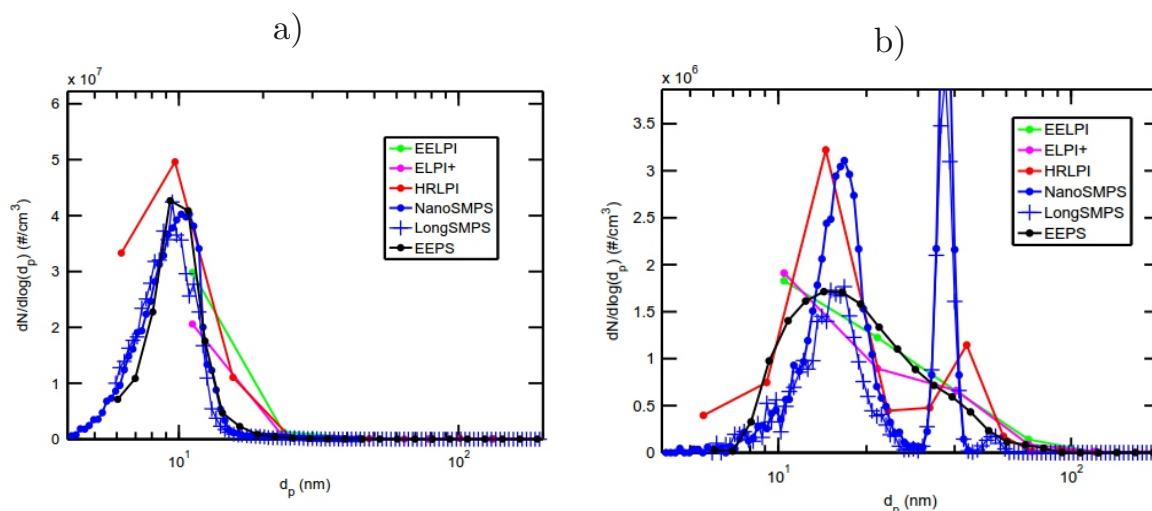 a)
x 10^7
6
5
4
3
2
1
0
dN/dlog(d_p) (#/cm^3)
EELPI
ELPI+
HRLPI
NanoSMPS
LongSMPS
EEPS
10^1
10^2
d_p (nm)
b)
x 10^6
3.5
3
2.5
2
1.5
1
0.5
0
dN/dlog(d_p) (#/cm^3)
EELPI
ELPI+
HRLPI
NanoSMPS
LongSMPS
EEPS
10^1
10^2
d_p (nm)